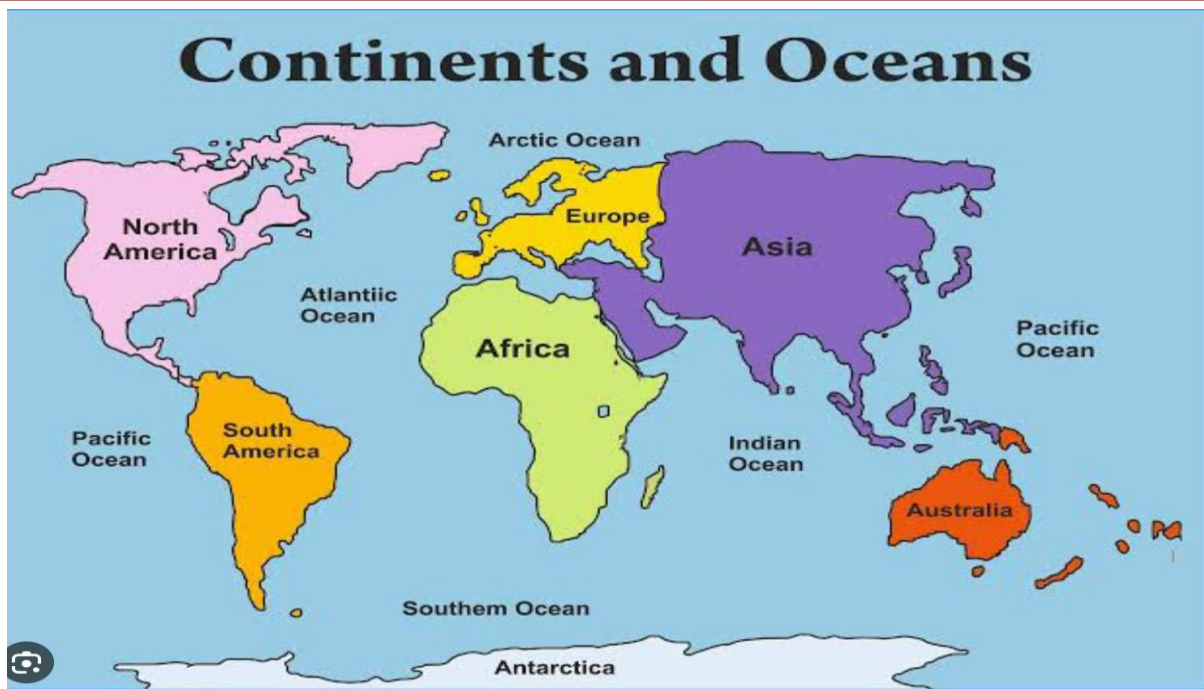 Continents and Oceans
Arctic Ocean
North
America
Europe
Asia
Atlantiic
Ocean
Africa
Pacific
Ocean
Pacific
Ocean
South
America
Indian
Ocean
Australia
Southem Ocean
Antarctica